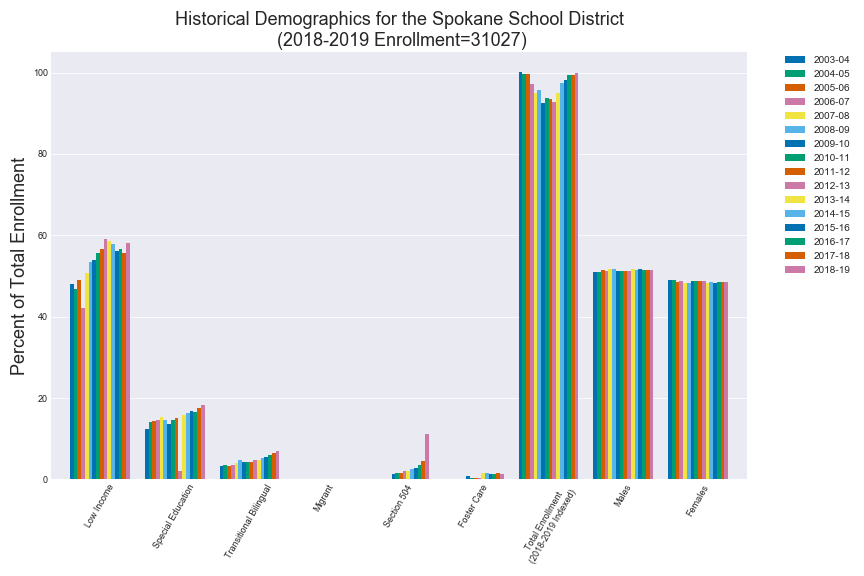 Historical Demographics for the Spokane School District
(2018-2019 Enrollment=31027)
Percent of Total Enrollment
100
80
60
40
20
0
Low Income
Special Education
Transitional Bilingual
Migrant
Section 504
Foster Care
Total Enrollment
(2018-2019 Indexed)
Males
Females
2003-04
2004-05
2005-06
2006-07
2007-08
2008-09
2009-10
2010-11
2011-12
2012-13
2013-14
2014-15
2015-16
2016-17
2017-18
2018-19